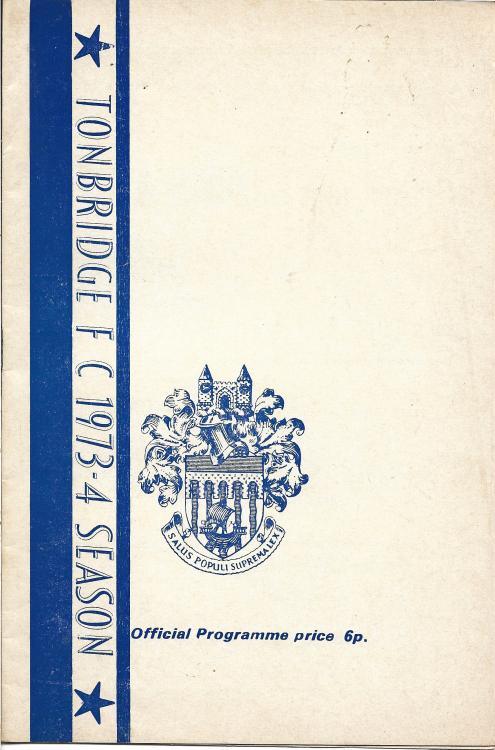 TONBRIDGE F C 1973-4 SEASON
SALUS POPULI SUPREMA LEX
Official Programme price 6p.